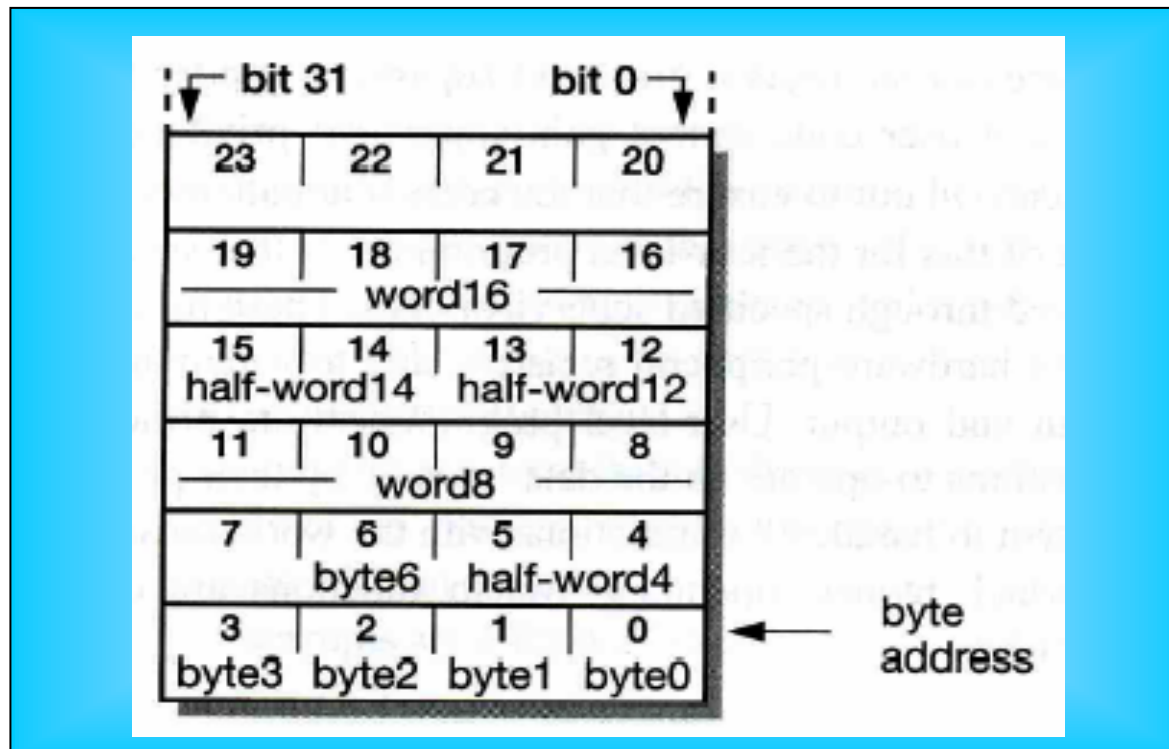 bit 31 bit 0
23 22 21 20
19 18 17 16
word16
15 14 13 12
half-word14 half-word12
11 10 9 8
word8
7 6 5 4
byte6 half-word4
3 2 1 0
byte3 byte2 byte1 byte0
byte
address